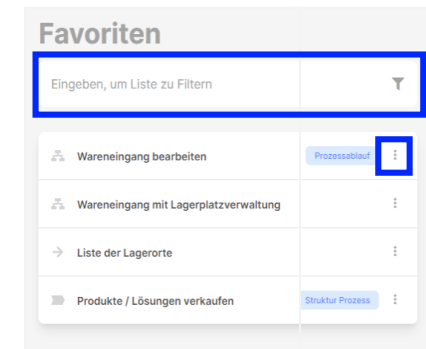 Favoriten
Eingeben, um Liste zu Filtern
Wareneingang bearbeiten Prozessablauf
Wareneingang mit Lagerplatzverwaltung
Liste der Lagerorte
Produkte / Lösungen verkaufen Struktur Prozess